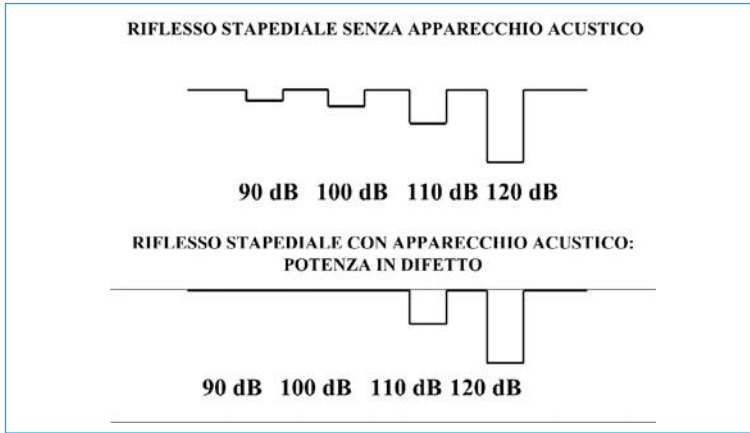 RIFLESSO STAPEDIALE SENZA APPARECCHIO ACUSTICO
90 dB 100 dB 110 dB 120 dB
RIFLESSO STAPEDIALE CON APPARECCHIO ACUSTICO:
POTENZA IN DIFETTO
90 dB 100 dB 110 dB 120 dB